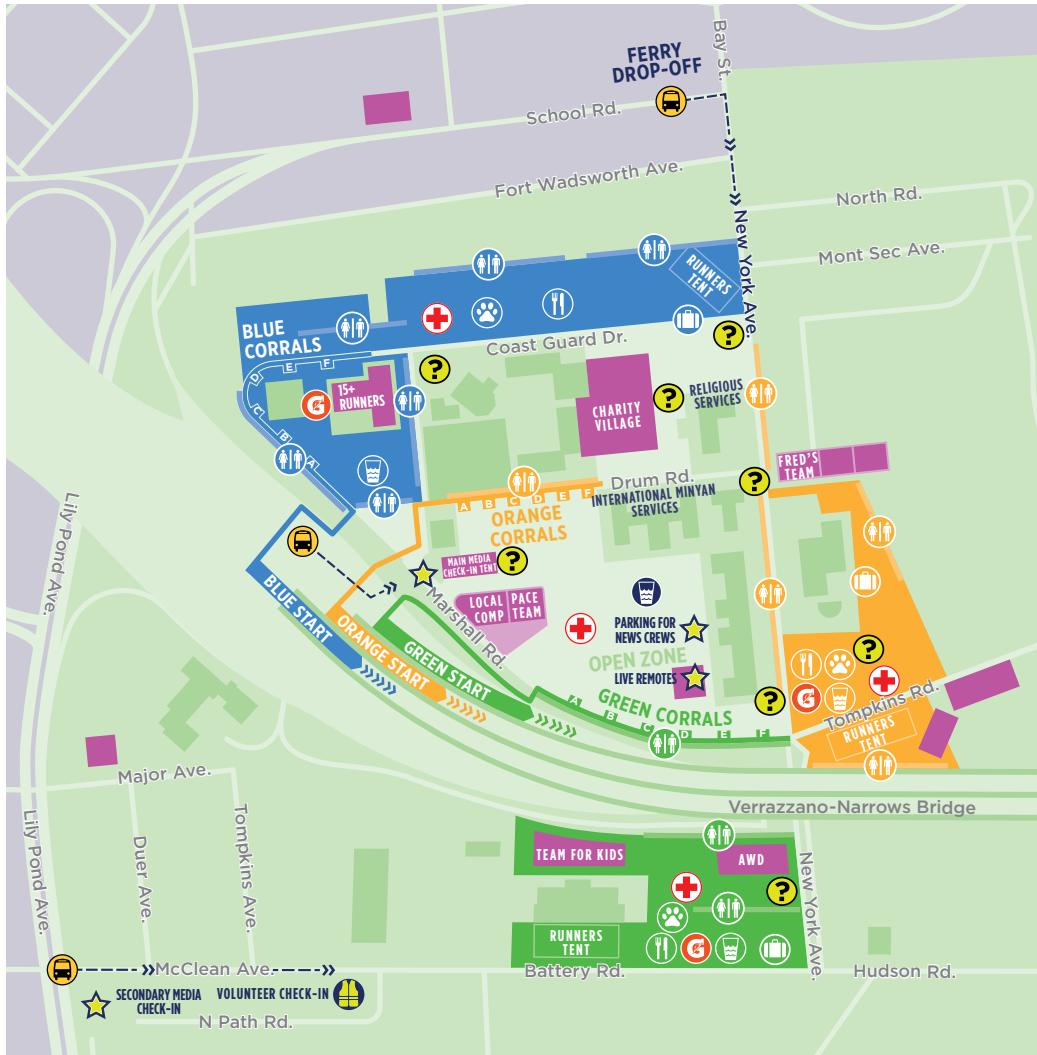 Bay St.
FERRY
DROP-OFF
School Rd.
Fort Wadsworth Ave.
North Rd.
New York Ave.
Mont Sec Ave.
RUNNERS
TENT
BLUE
CORRALS
Coast Guard Dr.
?
?
F
E
D
C
B
A
15+
RUNNERS
G
CHARITY
VILLAGE
?
RELIGIOUS
SERVICES
FRED'S
TEAM
Drum Rd.
?
INTERNATIONAL MINYAN
SERVICES
A B C D E F
ORANGE
CORRALS
Lily Pond Ave.
MAIN MEDIA
CHECK-IN TENT
?
Marshall Rd.
LOCAL
COMP
PACE
TEAM
BLUE START
ORANGE START
GREEN START
PARKING FOR
NEWS CREWS
OPEN ZONE
LIVE REMOTES
GREEN CORRALS
A B C D E F
?
?
G
Tompkins Rd.
RUNNERS
TENT
Verrazzano-Narrows Bridge
Major Ave.
Lily Pond Ave.
Duer Ave.
Tompkins Ave.
TEAM FOR KIDS
AWD
?
New York Ave.
RUNNERS
TENT
G
Battery Rd.
Hudson Rd.
McClean Ave.
SECONDARY MEDIA
CHECK-IN
VOLUNTEER CHECK-IN
N Path Rd.